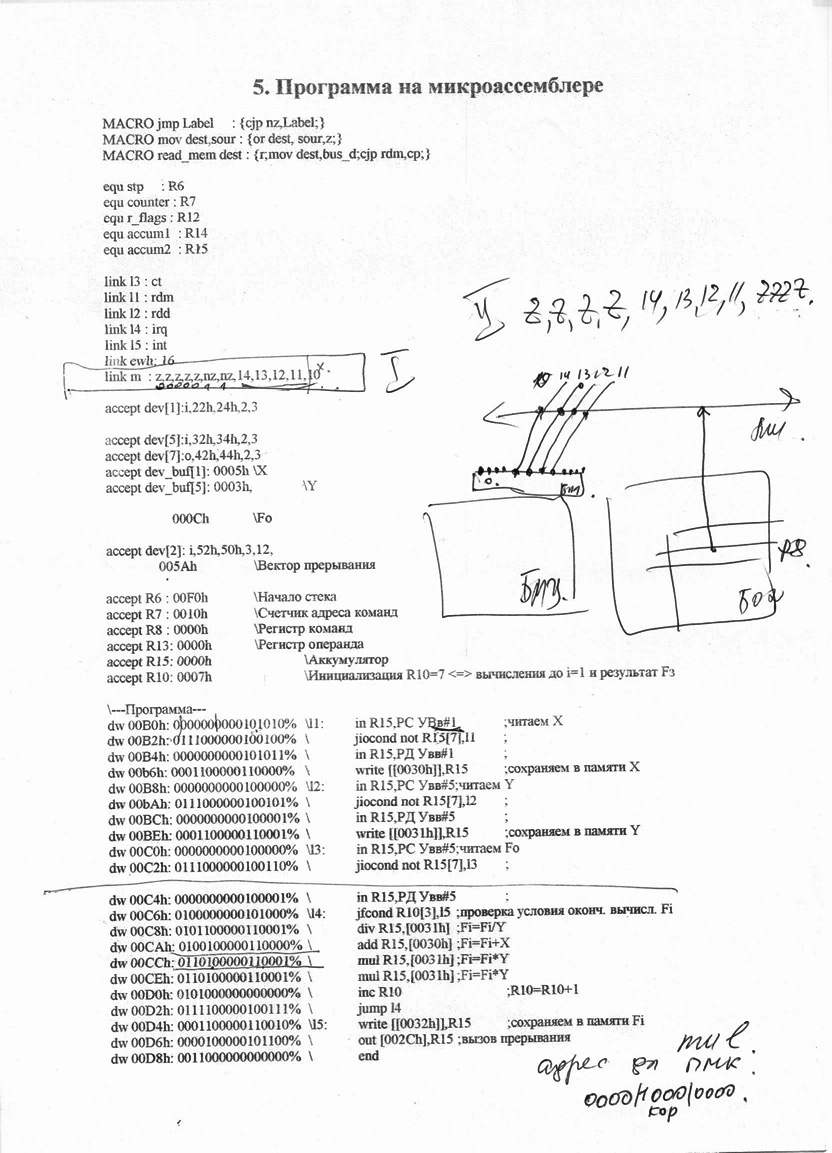 5. Программа на микроассемблере
MACRO jmp Label : {cjp nz,Label;}
MACRO mov dest,sour : {or dest, sour,z;}
MACRO read_mem dest : {r;mov dest,bus_d;cjp rdm,cp;}
equ stp : R6
equ counter : R7
equ r_flags : R12
equ accum1 : R14
equ accum2 : R15
link l3 : ct
link l1 : rdm
link l2 : rdd
link l4 : irq
link l5 : int
link ewh: 16
link m : z,z,z,z,z,nz,nz,14,13,12,11,10
I
II z, z, z, z, 14, 13, 12, 11, zzzz.
10 14 13 12 11
ВШ.
accept dev[1]:i,22h,24h,2,3
accept dev[5]:i,32h,34h,2,3
accept dev[7]:o,42h,44h,2,3
accept dev_buf[1]: 0005h \X
accept dev_buf[5]: 0003h, \Y
000Ch \Fo
0.
БМУ.
P8.
accept dev[2]: i,52h,50h,3,12,
005Ah \Вектор прерывания
accept R6 : 00F0h \Начало стека
accept R7 : 0010h \Счетчик адреса команд
accept R8 : 0000h \Регистр команд
accept R13: 0000h \Регистр операнда
accept R15: 0000h \Аккумулятор
accept R10: 0007h \Инициализация R10=7 <=> вычисления до i=1 и результат F3
\---Программа---
dw 00B0h: 0000000000101010% \l1: in R15,РС УВв#1 ;читаем X
dw 00B2h: 0111000000100100% \ jiocond not R15[7],l1 ;
dw 00B4h: 0000000000101011% \ in R15,РД Увв#1 ;
dw 00b6h: 0001100000110000% \ write [[0030h]],R15 ;сохраняем в памяти X
dw 00B8h: 0000000000100000% \l2: in R15,РС Увв#5;читаем Y
dw 00bAh: 0111000000100101% \ jiocond not R15[7],l2 ;
dw 00BCh: 0000000000100001% \ in R15,РД Увв#5 ;
dw 00BEh: 0001100000110001% \ write [[0031h]],R15 ;сохраняем в памяти Y
dw 00C0h: 0000000000100000% \l3: in R15,РС Увв#5;читаем Fo
dw 00C2h: 0111000000100110% \ jiocond not R15[7],l3 ;
dw 00C4h: 0000000000100001% \ in R15,РД Увв#5 ;
dw 00C6h: 0100000000101000% \l4: jfcond R10[3],l5 ;проверка условия оконч. вычисл. Fi
dw 00C8h: 0101100000110001% \ div R15,[0031h] ;Fi=Fi/Y
dw 00CAh: 0100100000110000% \ add R15,[0030h] ;Fi=Fi+X
dw 00CCh: 0110100000110001% \ mul R15,[0031h] ;Fi=Fi*Y
dw 00CEh: 0110100000110001% \ mul R15,[0031h] ;Fi=Fi*Y
dw 00D0h: 0101000000000000% \ inc R10 ;R10=R10+1
dw 00D2h: 0111110000100111% \ jump l4
dw 00D4h: 0001100000110010% \l5: write [[0032h]],R15 ;сохраняем в памяти Fi
dw 00D6h: 0000100000101100% \ out [002Ch],R15 ;вызов прерывания
dw 00D8h: 0011000000000000% \ end
mul.
адрес вл ПМК:
0000|1000|0000.
кор